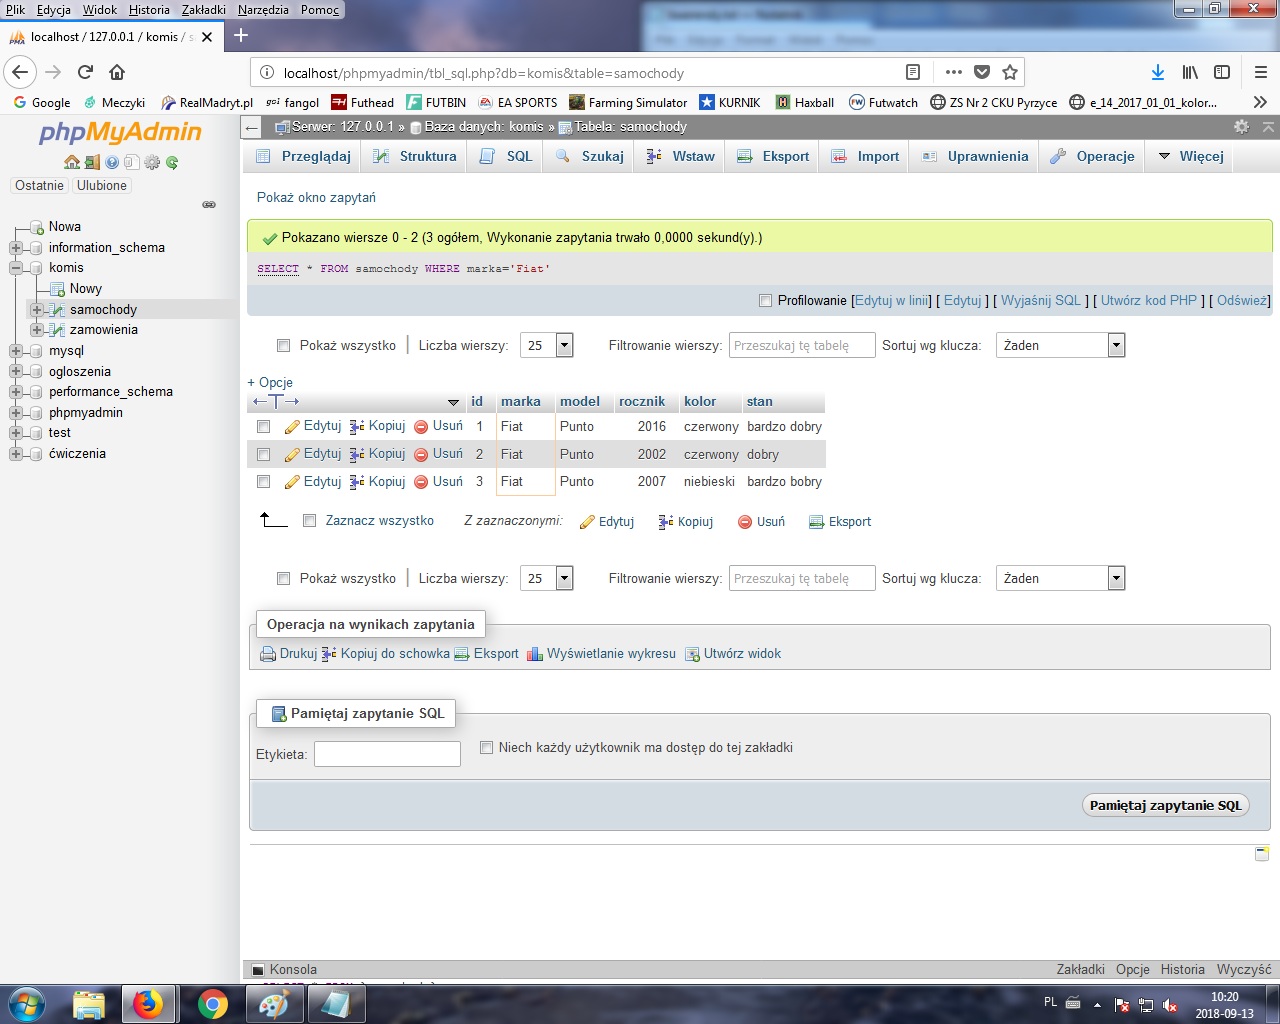 Plik Edycja Widok Historia Zakładki Narzędzia Pomoc
localhost / 127.0.0.1 / komis / s
localhost/phpmyadmin/tbl_sql.php?db=komis&table=samochody
Google Meczyki RealMadryt.pl goi fangol Futhead FUTBIN EA SPORTS Farming Simulator KURNIK Haxball Futwatch ZS Nr 2 CKU Pyrzyce e_14_2017_01_01_kolor...
phpMyAdmin
Ostatnie Ulubione
Nowa
information_schema
komis
Nowy
samochody
zamowienia
mysql
ogloszenia
performance_schema
phpmyadmin
test
ćwiczenia
Serwer: 127.0.0.1 » Baza danych: komis » Tabela: samochody
Przeglądaj Struktura SQL Szukaj Wstaw Eksport Import Uprawnienia Operacje Więcej
Pokaż okno zapytań
Pokazano wiersze 0 - 2 (3 ogółem, Wykonanie zapytania trwało 0,0000 sekund(y).)
SELECT * FROM samochody WHERE marka='Fiat'
Profilowanie [Edytuj w linii] [ Edytuj ] [ Wyjaśnij SQL ] [ Utwórz kod PHP ] [ Odśwież]
Pokaż wszystko Liczba wierszy: 25 Filtrowanie wierszy: Przeszukaj tę tabelę Sortuj wg klucza: Żaden
+ Opcje
←T→ id marka model rocznik kolor stan
Edytuj Kopiuj Usuń 1 Fiat Punto 2016 czerwony bardzo dobry
Edytuj Kopiuj Usuń 2 Fiat Punto 2002 czerwony dobry
Edytuj Kopiuj Usuń 3 Fiat Punto 2007 niebieski bardzo bobry
Zaznacz wszystko Z zaznaczonymi: Edytuj Kopiuj Usuń Eksport
Pokaż wszystko Liczba wierszy: 25 Filtrowanie wierszy: Przeszukaj tę tabelę Sortuj wg klucza: Żaden
Operacja na wynikach zapytania
Drukuj Kopiuj do schowka Eksport Wyświetlanie wykresu Utwórz widok
Pamiętaj zapytanie SQL
Etykieta: Niech każdy użytkownik ma dostęp do tej zakładki
Pamiętaj zapytanie SQL
Konsola Zakładki Opcje Historia Wyczyść
PL 10:20
2018-09-13